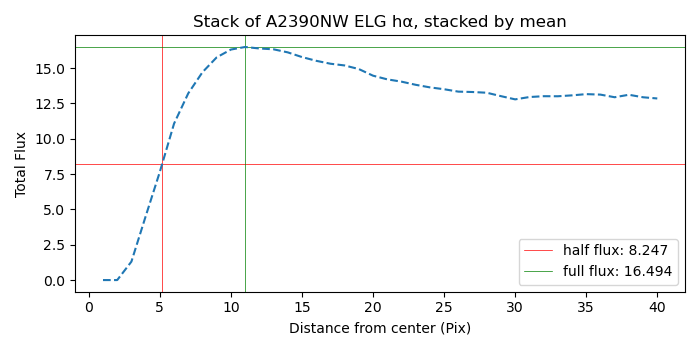 Stack of A2390NW ELG hα, stacked by mean
Total Flux
15.0
12.5
10.0
7.5
5.0
2.5
0.0
half flux: 8.247
full flux: 16.494
0 5 10 15 20 25 30 35 40
Distance from center (Pix)